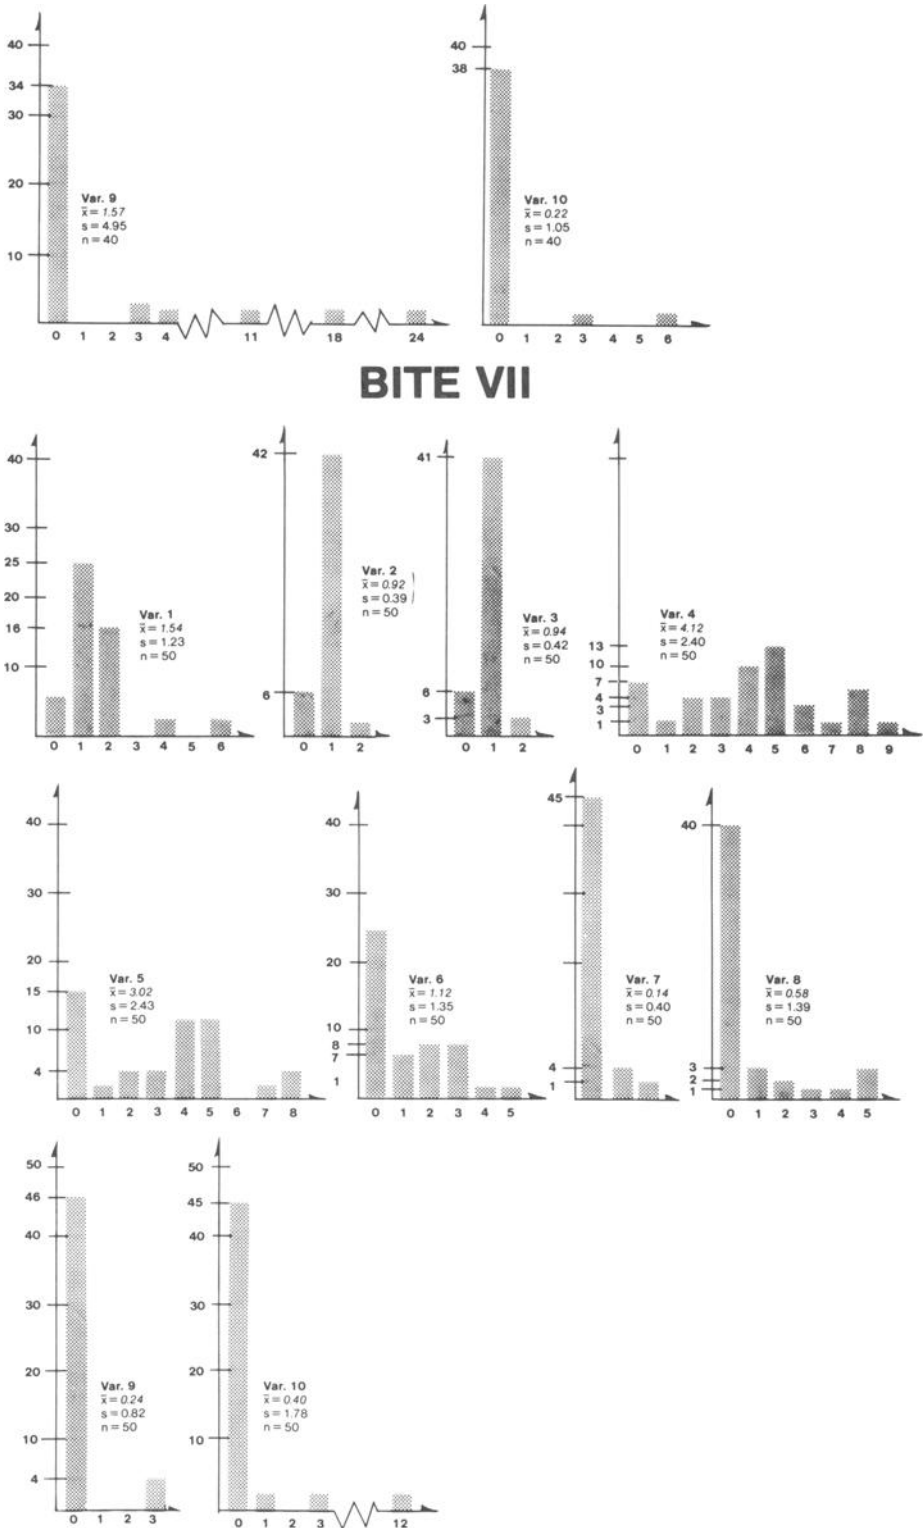 40
34
30
20
10
Var. 9
x̄ = 1.57
s = 4.95
n = 40
0 1 2 3 4 11 18 24
40
38
Var. 10
x̄ = 0.22
s = 1.05
n = 40
0 1 2 3 4 5 6
BITE VII
40
30
25
20
16
10
Var. 1
x̄ = 1.54
s = 1.23
n = 50
0 1 2 3 4 5 6
42
6
Var. 2
x̄ = 0.92
s = 0.39
n = 50
0 1 2
41
6
3
Var. 3
x̄ = 0.94
s = 0.42
n = 50
0 1 2
13
10
7
4
3
1
Var. 4
x̄ = 4.12
s = 2.40
n = 50
0 1 2 3 4 5 6 7 8 9
40
30
20
15
10
4
Var. 5
x̄ = 3.02
s = 2.43
n = 50
0 1 2 3 4 5 6 7 8
40
30
20
10
8
7
1
Var. 6
x̄ = 1.12
s = 1.35
n = 50
0 1 2 3 4 5
45
4
1
Var. 7
x̄ = 0.14
s = 0.40
n = 50
40
3
2
1
Var. 8
x̄ = 0.58
s = 1.39
n = 50
0 1 2 3 4 5
50
46
40
30
20
10
4
Var. 9
x̄ = 0.24
s = 0.82
n = 50
0 1 2 3
50
45
40
30
20
10
Var. 10
x̄ = 0.40
s = 1.78
n = 50
0 1 2 3 12